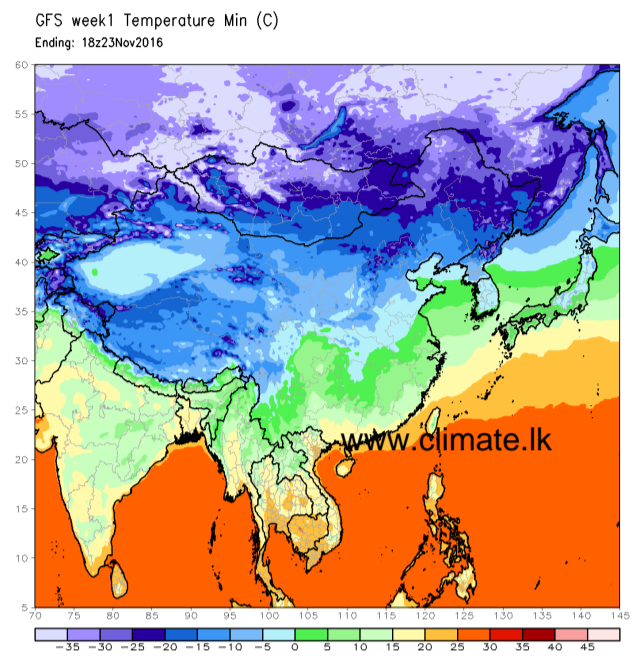 GFS week1 Temperature Min (C)
Ending: 18z23Nov2016
60
55
50
45
40
35
30
25
20
15
10
5
www.climate.lk
70 75 80 85 90 95 100 105 110 115 120 125 130 135 140 145
-35 -30 -25 -20 -15 -10 -5 0 5 10 15 20 25 30 35 40 45